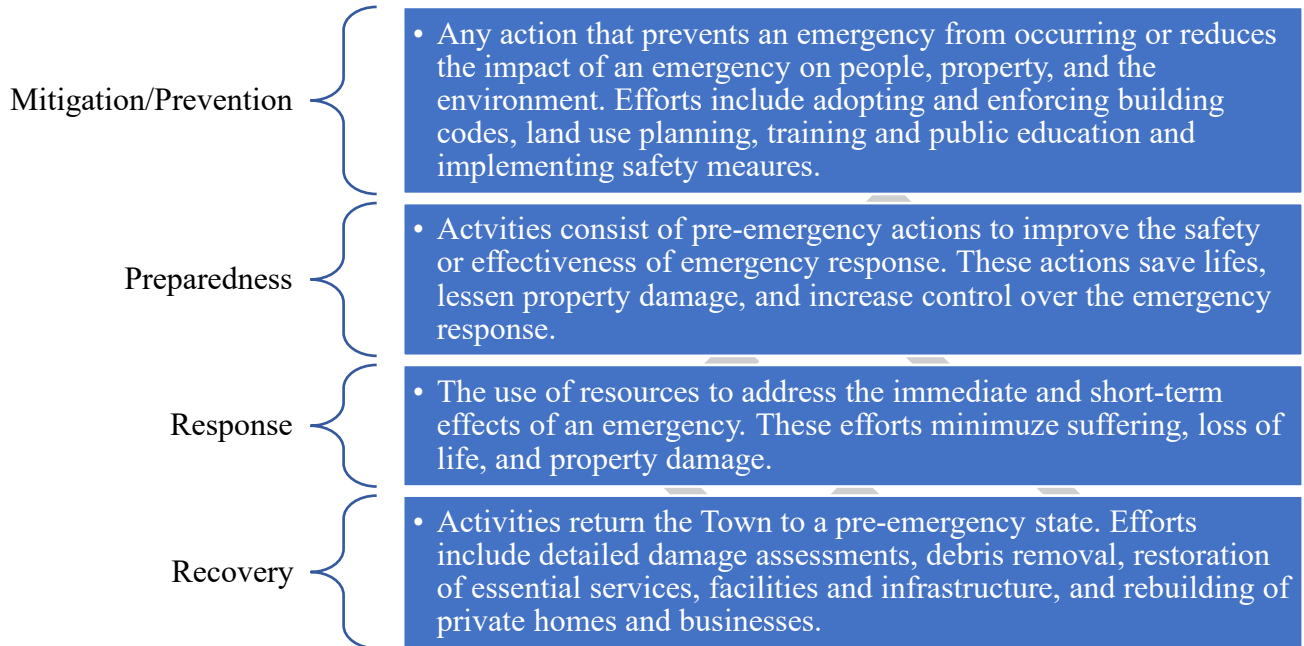 Mitigation/Prevention
• Any action that prevents an emergency from occurring or reduces
the impact of an emergency on people, property, and the
environment. Efforts include adopting and enforcing building
codes, land use planning, training and public education and
implementing safety meaures.
Preparedness
• Actvities consist of pre-emergency actions to improve the safety
or effectiveness of emergency response. These actions save lifes,
lessen property damage, and increase control over the emergency
response.
Response
• The use of resources to address the immediate and short-term
effects of an emergency. These efforts minimuze suffering, loss of
life, and property damage.
Recovery
• Activities return the Town to a pre-emergency state. Efforts
include detailed damage assessments, debris removal, restoration
of essential services, facilities and infrastructure, and rebuilding of
private homes and businesses.